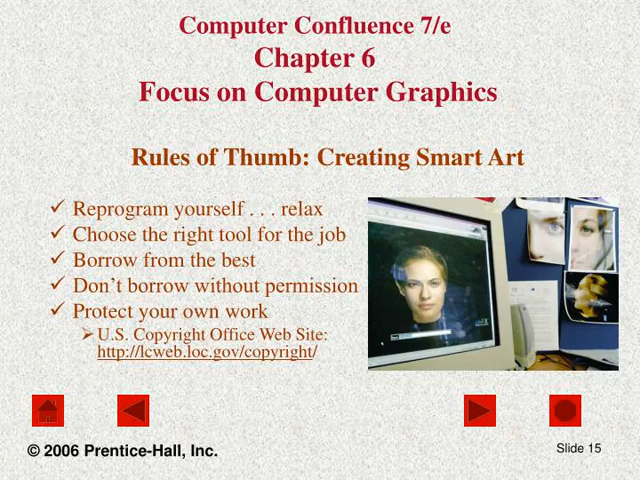 Computer Confluence 7/e
Chapter 6
Focus on Computer Graphics
Rules of Thumb: Creating Smart Art
Reprogram yourself . . . relax
Choose the right tool for the job
Borrow from the best
Don’t borrow without permission
Protect your own work
U.S. Copyright Office Web Site:
http://lcweb.loc.gov/copyright/
© 2006 Prentice-Hall, Inc.
Slide 15